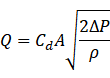 Q = C_d A √(2ΔP/ρ)